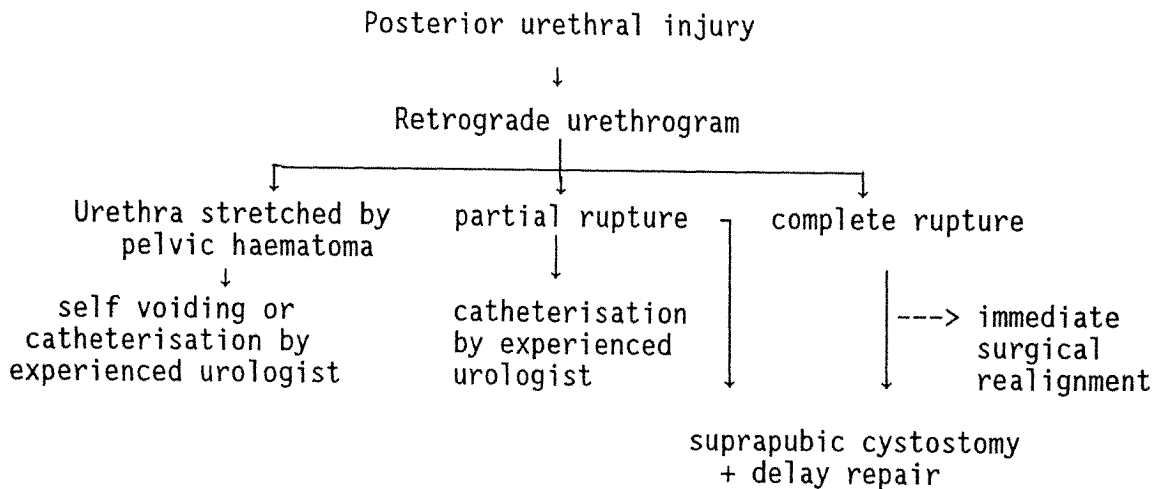 Posterior urethral injury
↓
Retrograde urethrogram
Urethra stretched by
pelvic haematoma
↓
self voiding or
catheterisation by
experienced urologist
partial rupture
catheterisation
by experienced
urologist
complete rupture
---> immediate
surgical
realignment
suprapubic cystostomy
+ delay repair